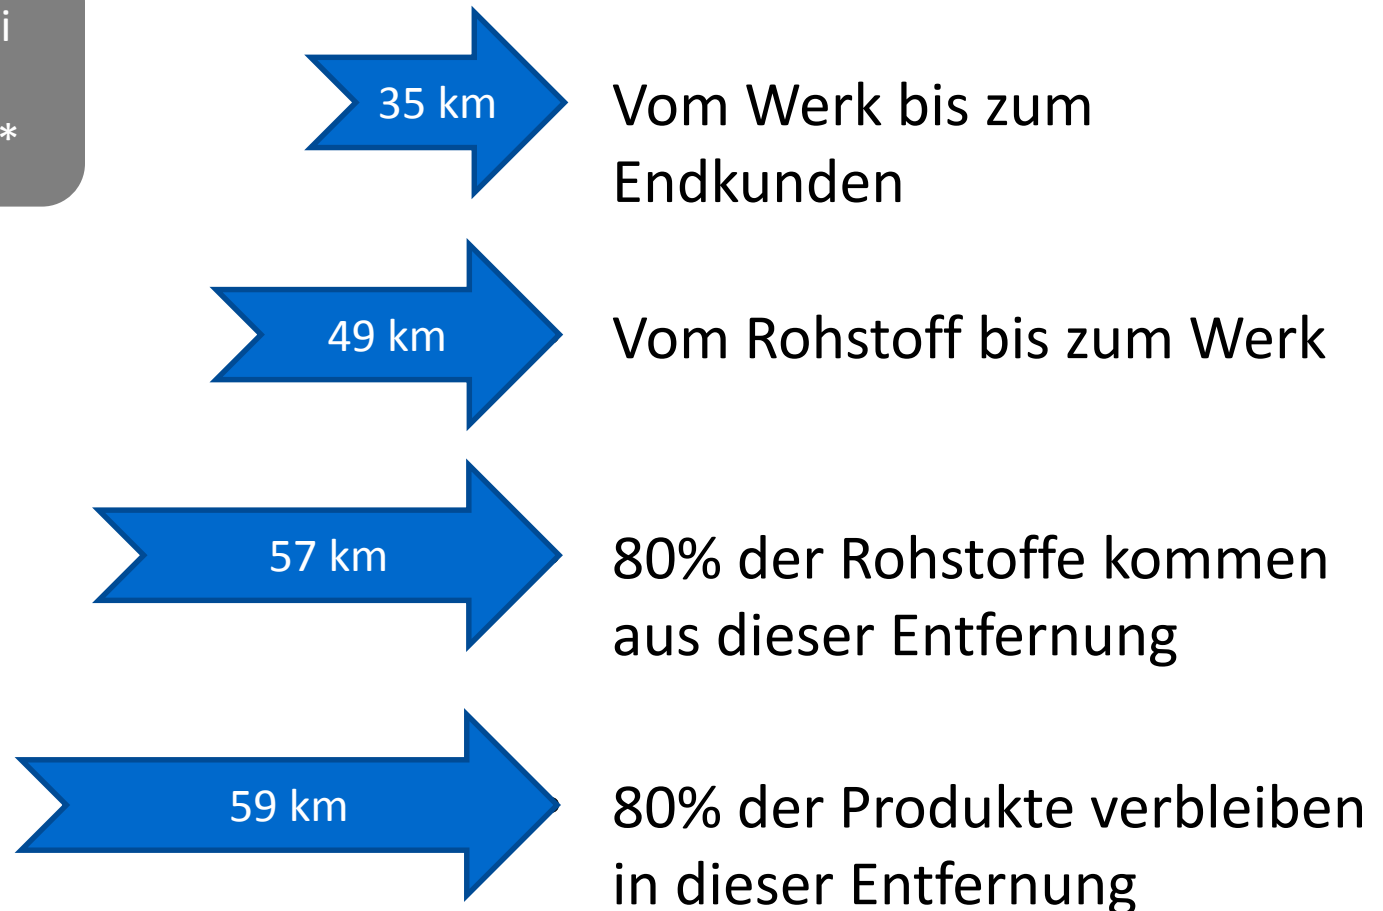 i
*
35 km
Vom Werk bis zum
Endkunden
49 km
Vom Rohstoff bis zum Werk
57 km
80% der Rohstoffe kommen
aus dieser Entfernung
59 km
80% der Produkte verbleiben
in dieser Entfernung